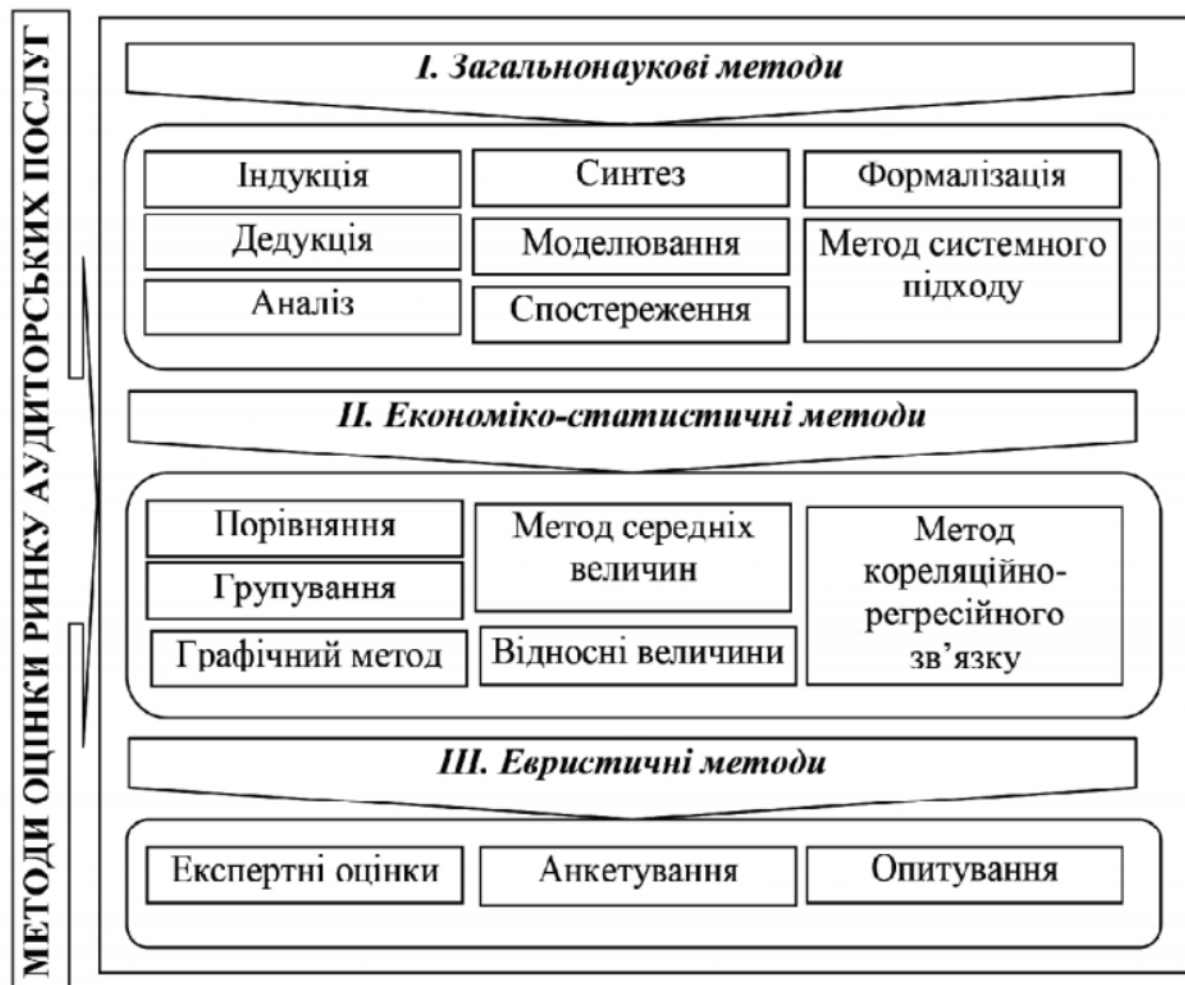 МЕТОДИ ОЦІНКИ РИНКУ АУДИТОРСЬКИХ ПОСЛУГ
І. Загальнонаукові методи
Індукція
Дедукція
Аналіз
Синтез
Моделювання
Спостереження
Формалізація
Метод системного
підходу
ІІ. Економіко-статистичні методи
Порівняння
Групування
Графічний метод
Метод середніх
величин
Відносні величини
Метод
кореляційно-
регресійного
зв’язку
ІІІ. Евристичні методи
Експертні оцінки
Анкетування
Опитування